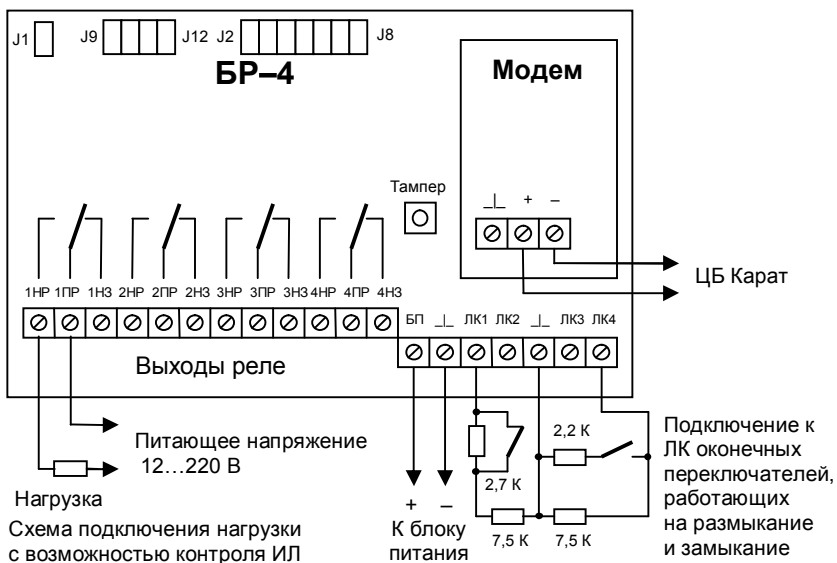 J1 J9 J12 J2 J8
БР–4
Модем
Тампер
_|_ + –
ЦБ Карат
1НР 1ПР 1НЗ 2НР 2ПР 2НЗ 3НР 3ПР 3НЗ 4НР 4ПР 4НЗ
БП _|_ ЛК1 ЛК2 _|_ ЛК3 ЛК4
Выходы реле
Питающее напряжение
12…220 В
Нагрузка
Схема подключения нагрузки
с возможностью контроля ИЛ
+ –
К блоку
питания
2,7 К
2,2 К
7,5 К
7,5 К
Подключение к
ЛК оконечных
переключателей,
работающих
на размыкание
и замыкание